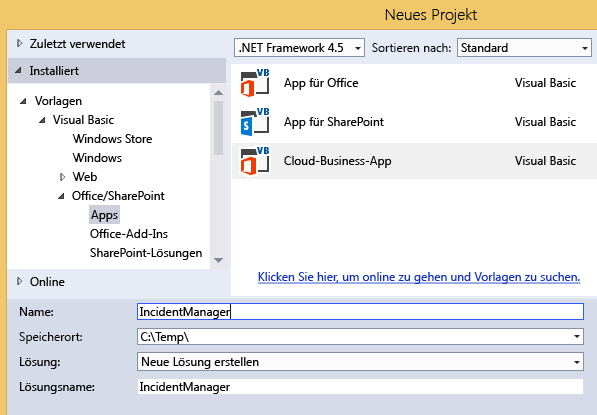 Neues Projekt
Zuletzt verwendet
.NET Framework 4.5 Sortieren nach: Standard
Installiert
Vorlagen
Visual Basic
Windows Store
Windows
Web
Office/SharePoint
Apps
Office-Add-Ins
SharePoint-Lösungen
Online
VB App für Office Visual Basic
VB App für SharePoint Visual Basic
VB Cloud-Business-App Visual Basic
Klicken Sie hier, um online zu gehen und Vorlagen zu suchen.
Name: IncidentManager
Speicherort: C:\Temp\
Lösung: Neue Lösung erstellen
Lösungsname: IncidentManager